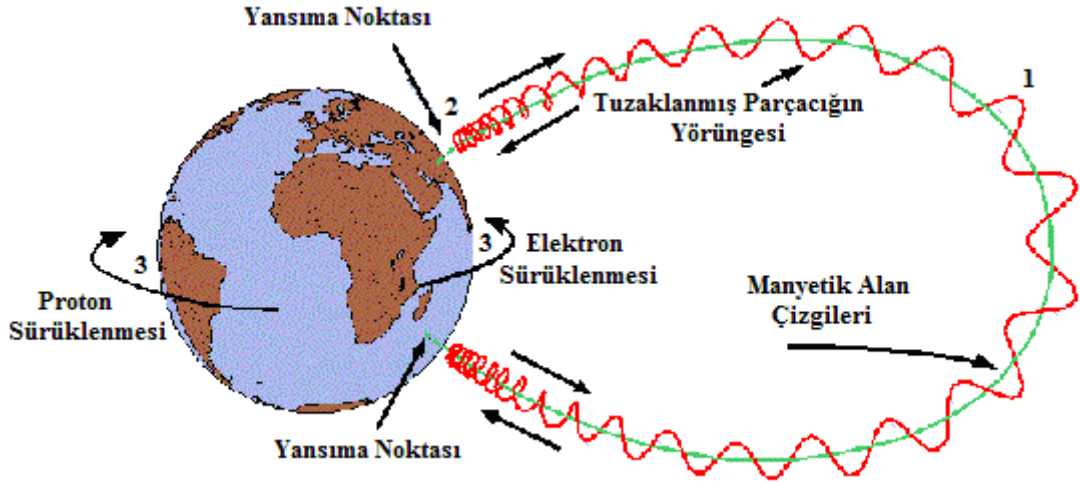 Yansıma Noktası
1
2
Tuzaklanmış Parçacığın
Yörüngesi
3
Elektron
Sürüklenmesi
3
Proton
Sürüklenmesi
Manyetik Alan
Çizgileri
Yansıma Noktası